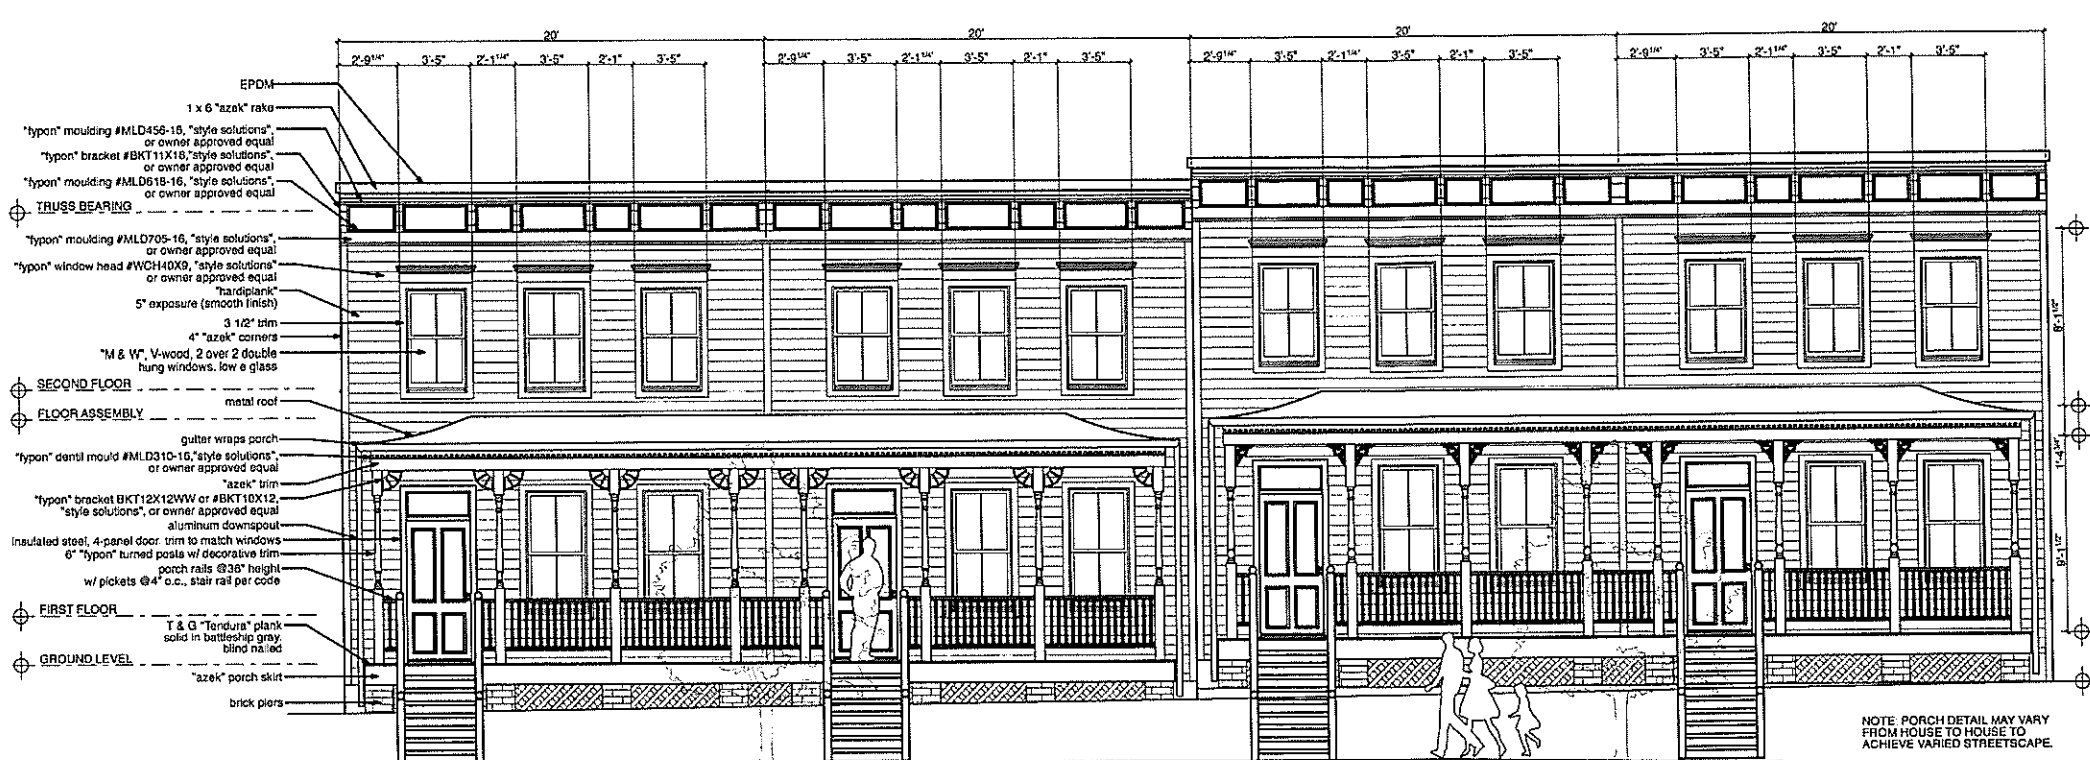 20' 20' 20' 20'
2'-9 1/4" 3'-5" 2'-1 1/4" 3'-5" 2'-1" 3'-5" 2'-9 1/4" 3'-5" 2'-1 1/4" 3'-5" 2'-1" 3'-5" 2'-9 1/4" 3'-5" 2'-1 1/4" 3'-5" 2'-1" 3'-5" 2'-9 1/4" 3'-5" 2'-1 1/4" 3'-5" 2'-1" 3'-5"
EPDM
1 x 6 "azek" rake
"fypon" moulding #MLD456-16, "style solutions",
or owner approved equal
"fypon" bracket #BKT11X18,"style solutions",
or owner approved equal
"fypon" moulding #MLD618-16, "style solutions",
or owner approved equal
TRUSS BEARING
"fypon" moulding #MLD705-16, "style solutions",
or owner approved equal
"fypon" window head #WCH40X9, "style solutions"
or owner approved equal
"hardiplank"
5" exposure (smooth finish)
3 1/2" trim
4" "azek" corners
"M & W", V-wood, 2 over 2 double
hung windows. low e glass
SECOND FLOOR
metal roof
FLOOR ASSEMBLY
gutter wraps porch
"fypon" dentil mould #MLD310-16,"style solutions",
or owner approved equal
"azek" trim
"fypon" bracket BKT12X12WW or #BKT10X12,
"style solutions", or owner approved equal
aluminum downspout
insulated steel, 4-panel door. trim to match windows
6" "fypon" turned posts w/ decorative trim
porch rails @36" height
w/ pickets @4" o.c., stair rail per code
FIRST FLOOR
T & G "Tendura" plank
solid in battleship gray.
blind nailed
GROUND LEVEL
"azek" porch skirt
brick piers
8'-1 1/2"
1'-4 3/4"
9'-1 1/2"
NOTE: PORCH DETAIL MAY VARY
FROM HOUSE TO HOUSE TO
ACHIEVE VARIED STREETSCAPE.